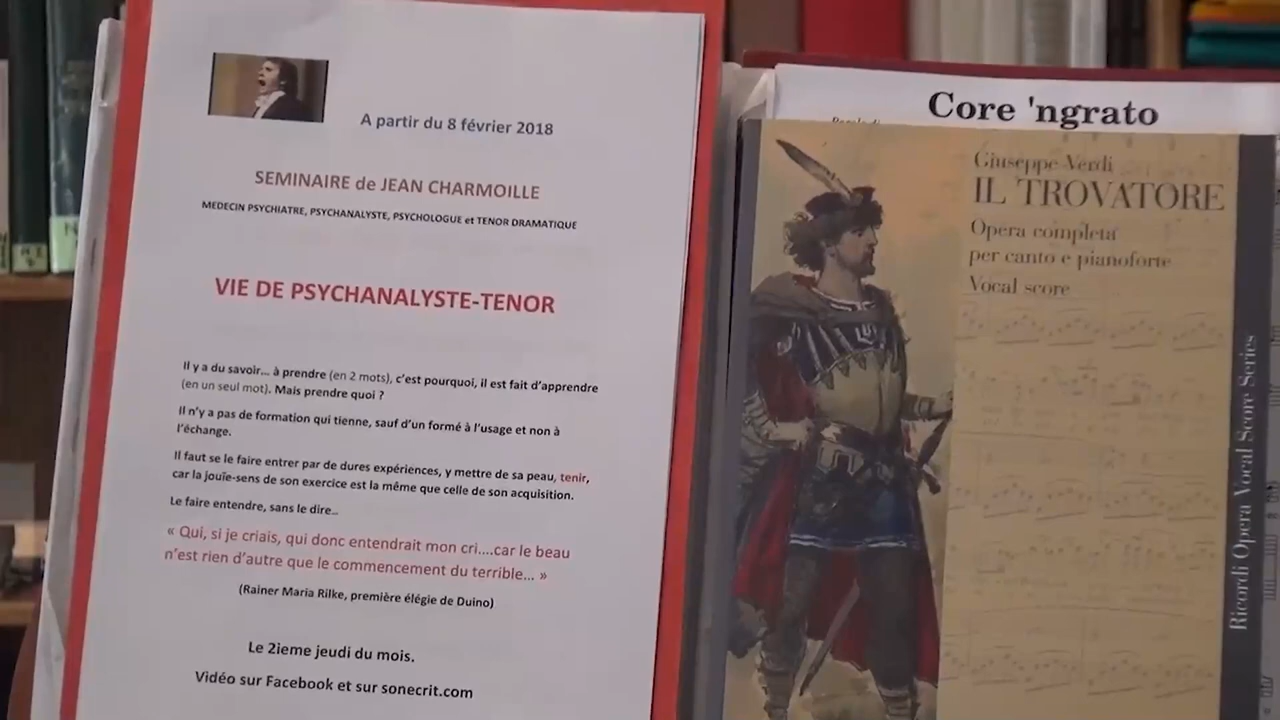 A partir du 8 février 2018
SEMINAIRE de JEAN CHARMOILLE
MEDECIN PSYCHIATRE, PSYCHANALYSTE, PSYCHOLOGUE et TENOR DRAMATIQUE
VIE DE PSYCHANALYSTE-TENOR
Il y a du savoir... à prendre (en 2 mots), c'est pourquoi, il est fait d'apprendre
(en un seul mot). Mais prendre quoi ?
Il n'y a pas de formation qui tienne, sauf d'un formé à l'usage et non à
l'échange.
Il faut se le faire entrer par de dures expériences, y mettre de sa peau, tenir,
car la jouïe-sens de son exercice est la même que celle de son acquisition.
Le faire entendre, sans le dire...
« Qui, si je criais, qui donc entendrait mon cri....car le beau
n'est rien d'autre que le commencement du terrible... »
(Rainer Maria Rilke, première élégie de Duino)
Le 2ieme jeudi du mois.
Vidéo sur Facebook et sur sonecrit.com
Core 'ngrato
Giuseppe Verdi
IL TROVATORE
Opera completa
per canto e pianoforte
Vocal score
Ricordi Opera Vocal Score Series